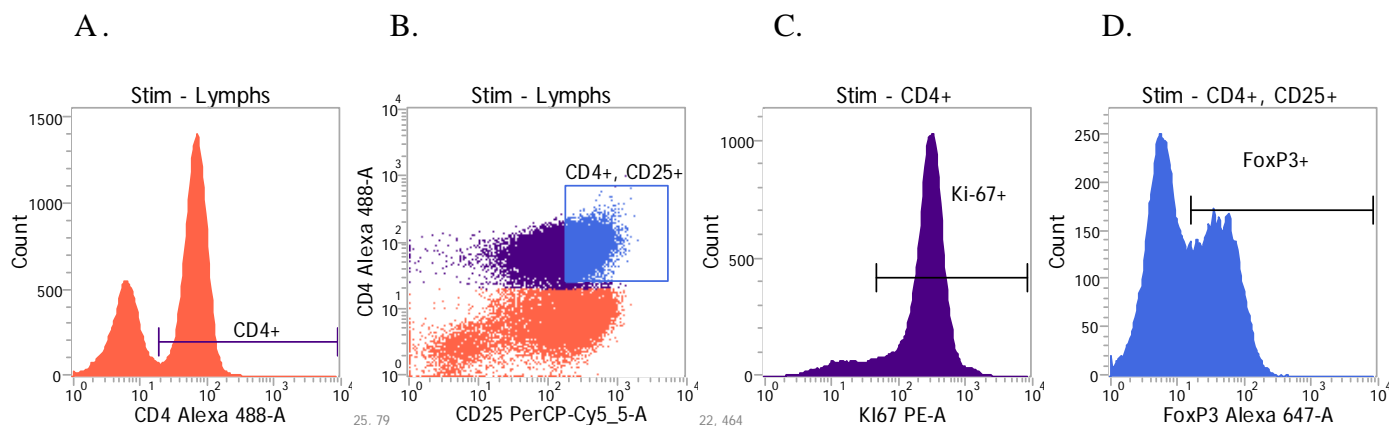 A.
B.
C.
D.
Stim - Lymphs
1500
1000
500
0
Count
CD4+
10^0 10^1 10^2 10^3 10^4
CD4 Alexa 488-A
25, 79
Stim - Lymphs
10^4
10^3
10^2
10^1
10^0
CD4 Alexa 488-A
CD4+, CD25+
10^0 10^1 10^2 10^3 10^4
CD25 PerCP-Cy5_5-A
22, 464
Stim - CD4+
1000
500
0
Count
Ki-67+
10^0 10^1 10^2 10^3 10^4
KI67 PE-A
Stim - CD4+, CD25+
250
200
150
100
50
0
Count
FoxP3+
10^0 10^1 10^2 10^3 10^4
FoxP3 Alexa 647-A